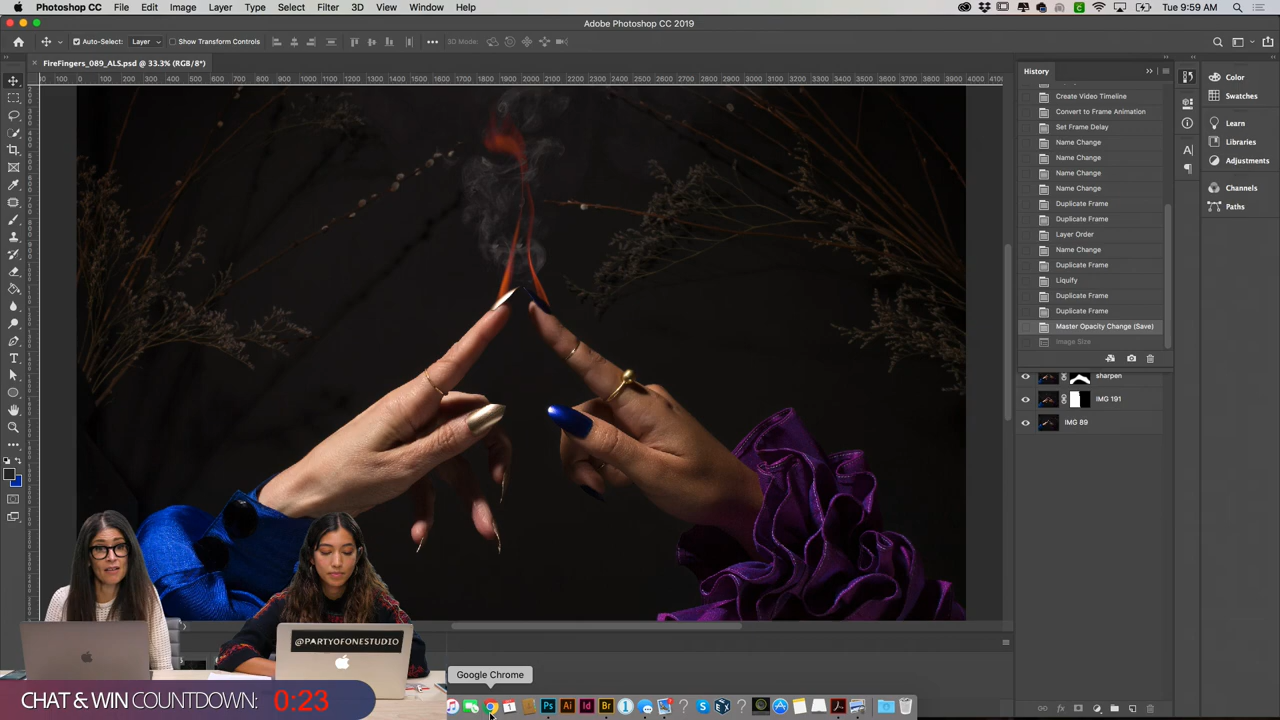 Photoshop CC File Edit Image Layer Type Select Filter 3D View Window Help Tue 9:59 AM
Adobe Photoshop CC 2019
Auto-Select: Layer Show Transform Controls 3D Mode:
FireFingers_089_ALS.psd @ 33.3% (RGB/8*)
History
Create Video Timeline
Convert to Frame Animation
Set Frame Delay
Name Change
Name Change
Name Change
Name Change
Duplicate Frame
Duplicate Frame
Layer Order
Name Change
Duplicate Frame
Liquify
Duplicate Frame
Duplicate Frame
Master Opacity Change (Save)
Image Size
sharpen
IMG 191
IMG 89
Color
Swatches
Learn
Libraries
Adjustments
Channels
Paths
@PARTYOFONESTUDIO
Google Chrome
CHAT & WIN COUNTDOWN: 0:23